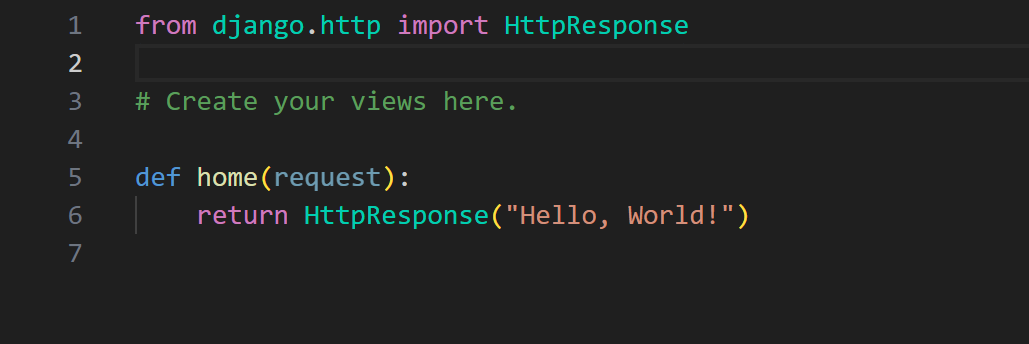 1 from django.http import HttpResponse
2
3 # Create your views here.
4
5 def home(request):
6     return HttpResponse("Hello, World!")
7